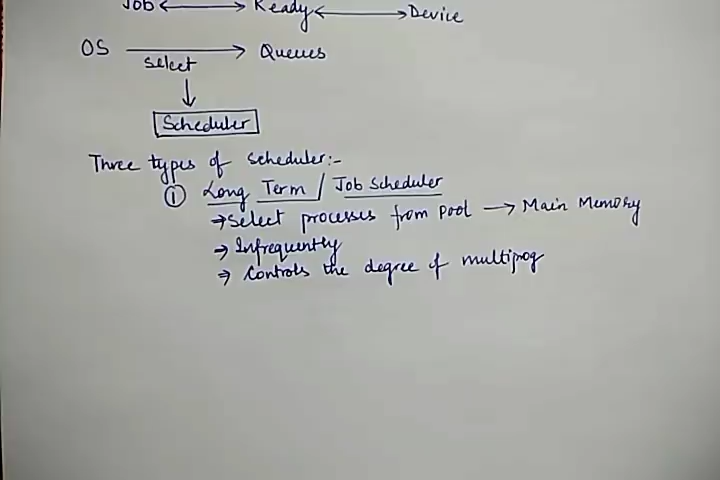 Job ⟷ Ready ⟷ Device
OS ⟶ Queues
select
↓
Scheduler
Three types of scheduler:-
① Long Term / Job Scheduler
→ Select processes from pool → Main Memory
→ Infrequently
→ Controls the degree of multiprog